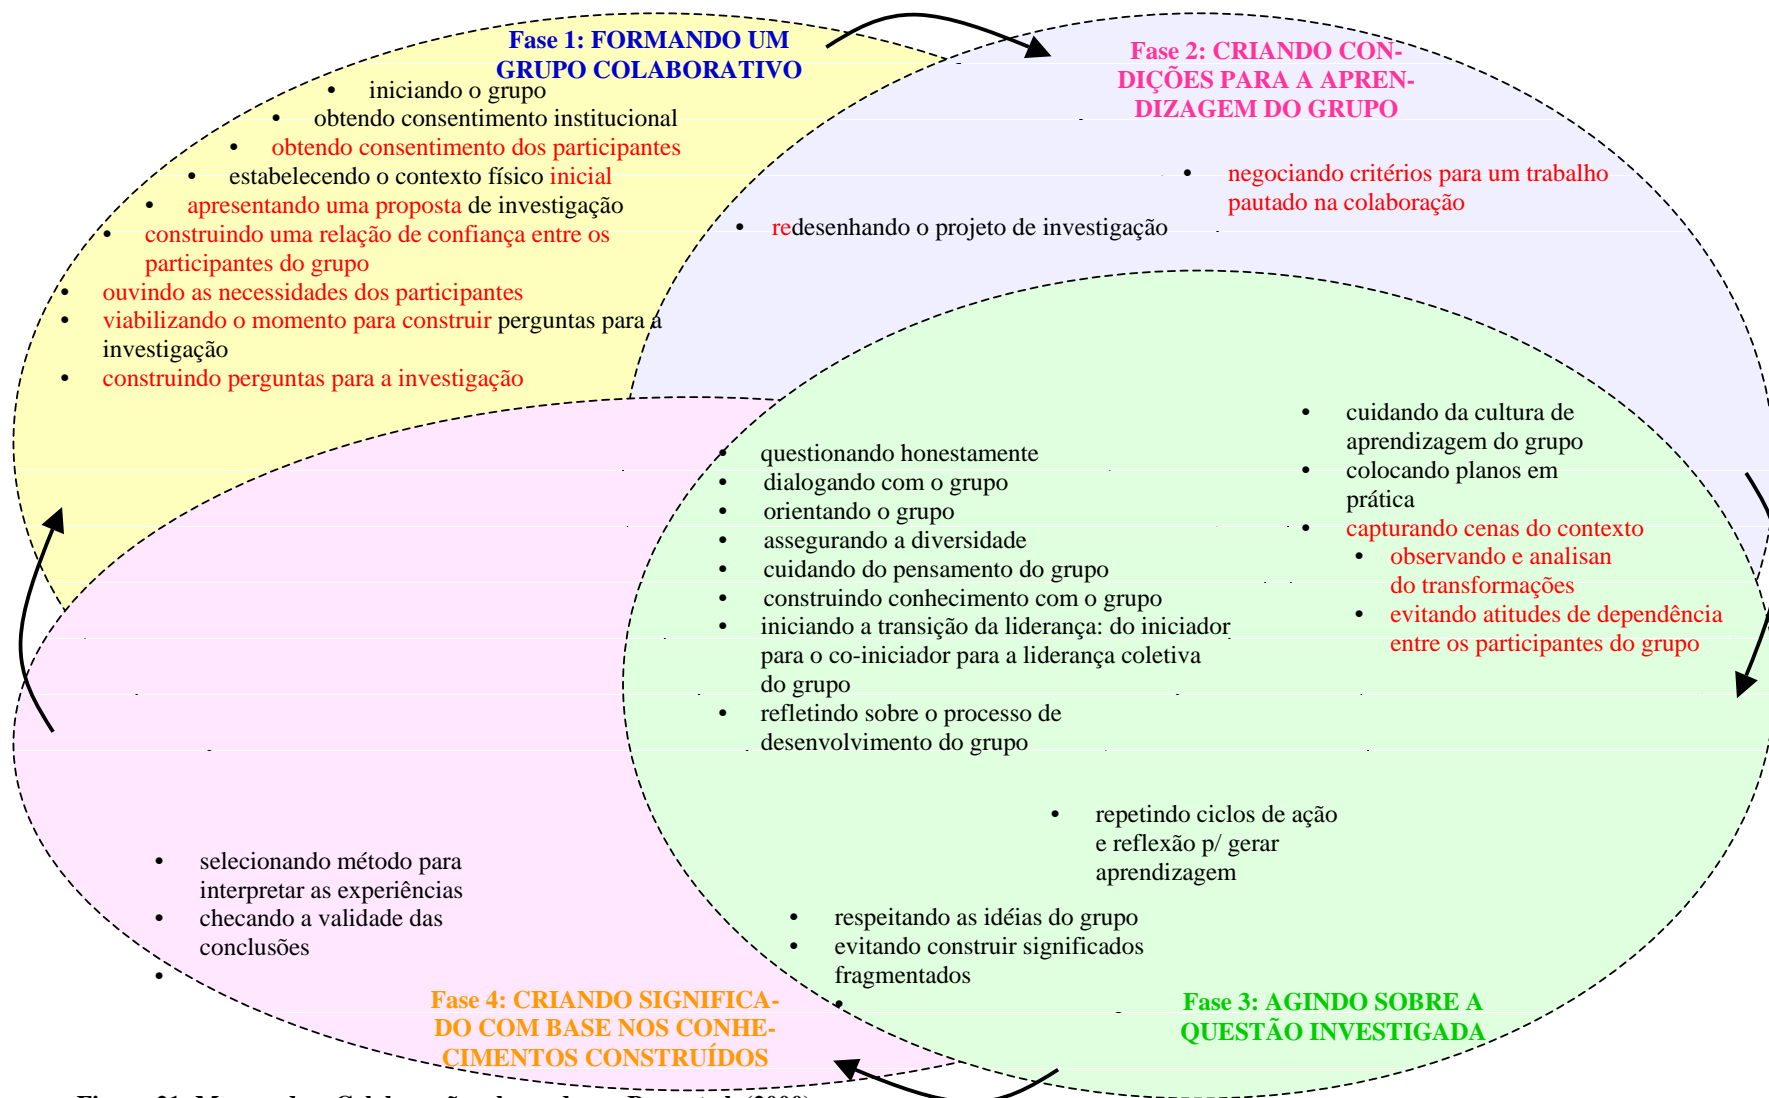 Fase 1: FORMANDO UM
GRUPO COLABORATIVO
• iniciando o grupo
• obtendo consentimento institucional
• obtendo consentimento dos participantes
• estabelecendo o contexto físico inicial
• apresentando uma proposta de investigação
• construindo uma relação de confiança entre os
participantes do grupo
• ouvindo as necessidades dos participantes
• viabilizando o momento para construir perguntas para a
investigação
• construindo perguntas para a investigação
Fase 2: CRIANDO CON-
DIÇÕES PARA A APREN-
DIZAGEM DO GRUPO
• negociando critérios para um trabalho
pautado na colaboração
• redesenhando o projeto de investigação
• cuidando da cultura de
aprendizagem do grupo
• colocando planos em
prática
• capturando cenas do contexto
• observando e analisan
do transformações
• evitando atitudes de dependência
entre os participantes do grupo
• questionando honestamente
• dialogando com o grupo
• orientando o grupo
• assegurando a diversidade
• cuidando do pensamento do grupo
• construindo conhecimento com o grupo
• iniciando a transição da liderança: do iniciador
para o co-iniciador para a liderança coletiva
do grupo
• refletindo sobre o processo de
desenvolvimento do grupo
• repetindo ciclos de ação
e reflexão p/ gerar
aprendizagem
• respeitando as idéias do grupo
• evitando construir significados
fragmentados
•
Fase 3: AGINDO SOBRE A
QUESTÃO INVESTIGADA
• selecionando método para
interpretar as experiências
• checando a validade das
conclusões
•
Fase 4: CRIANDO SIGNIFICA-
DO COM BASE NOS CONHE-
CIMENTOS CONSTRUÍDOS
(2000)